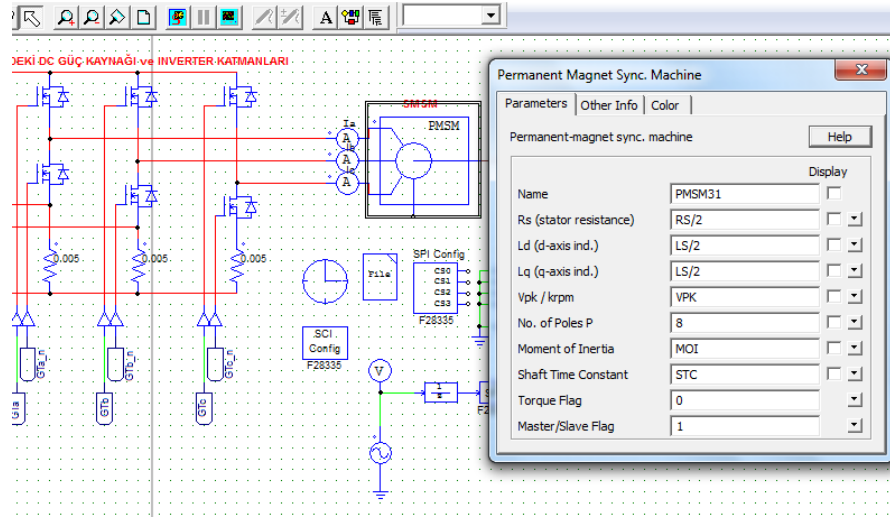 A
DEKİ DC GÜÇ KAYNAĞI ve INVERTER KATMANLARI
SMSM
PMSM
Ia
A
A
A
0.005
0.005
0.005
File
SPI Config
CS0
CS1
CS2
CS3
F28335
SCI
Config
F28335
V
GTa_n
GTb_n
GTc_n
GTb
GTc
Permanent Magnet Sync. Machine
Parameters
Other Info
Color
Permanent-magnet sync. machine
Help
Display
Name
PMSM31
Rs (stator resistance)
RS/2
Ld (d-axis ind.)
LS/2
Lq (q-axis ind.)
LS/2
Vpk / krpm
VPK
No. of Poles P
8
Moment of Inertia
MOI
Shaft Time Constant
STC
Torque Flag
0
Master/Slave Flag
1